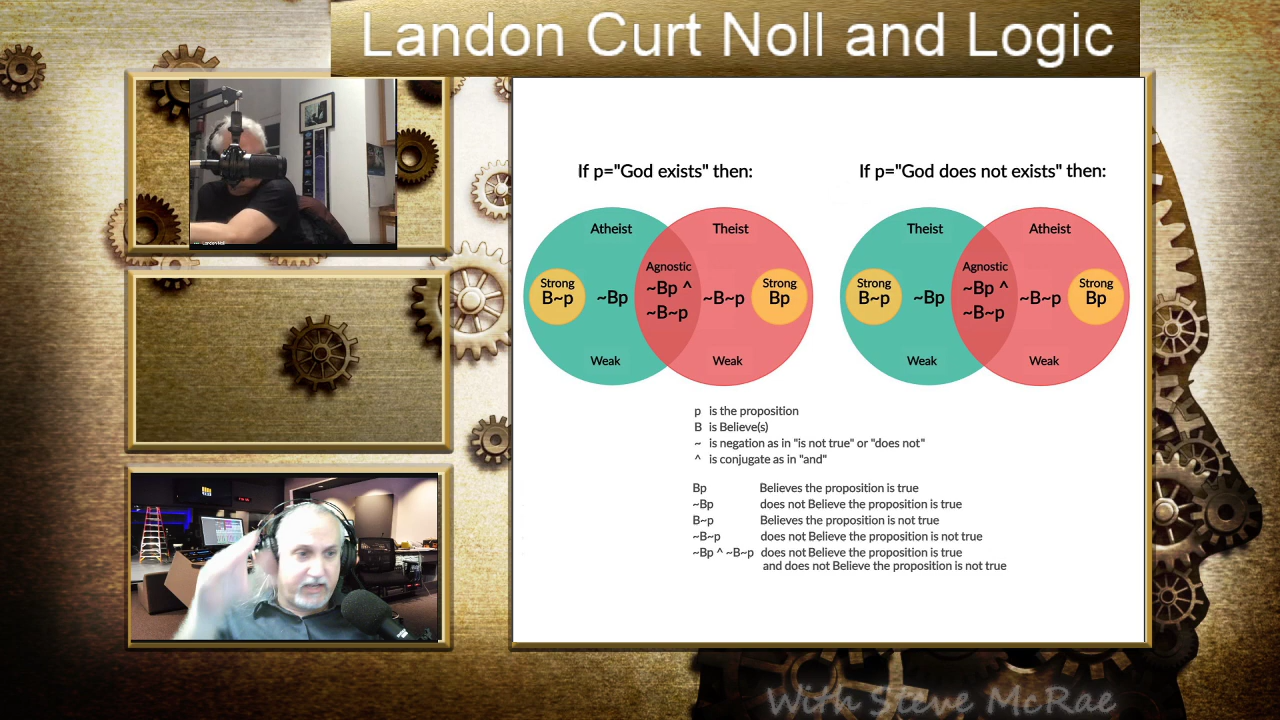 Landon Curt Noll and Logic
Landon Noll
If p="God exists" then:
Atheist
Theist
Agnostic
Strong
B~p
~Bp
~Bp ^
~B~p
~B~p
Strong
Bp
Weak
Weak
If p="God does not exists" then:
Theist
Atheist
Agnostic
Strong
B~p
~Bp
~Bp ^
~B~p
~B~p
Strong
Bp
Weak
Weak
p is the proposition
B is Believe(s)
~ is negation as in "is not true" or "does not"
^ is conjugate as in "and"
Bp Believes the proposition is true
~Bp does not Believe the proposition is true
B~p Believes the proposition is not true
~B~p does not Believe the proposition is not true
~Bp ^ ~B~p does not Believe the proposition is true
and does not Believe the proposition is not true
With Steve McRae